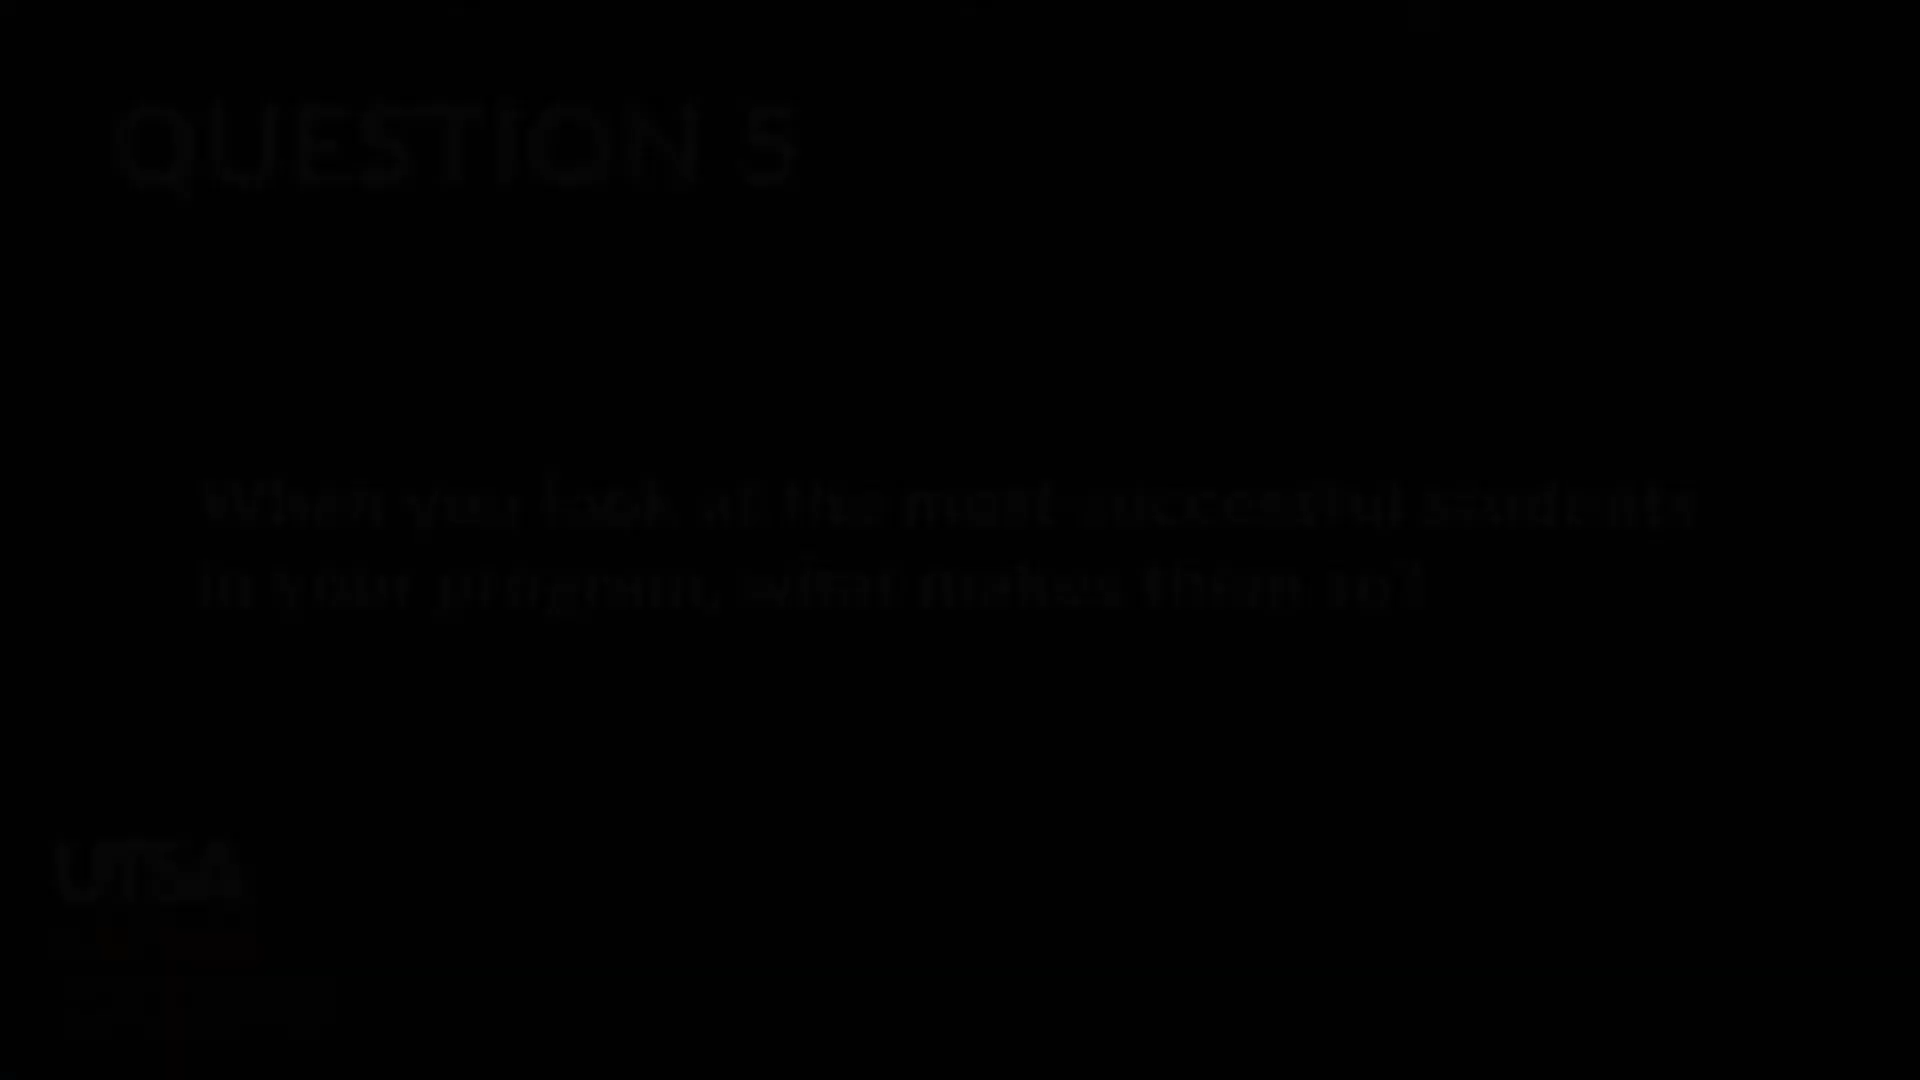 QUESTION 5
When you look at the most successful students
in your program, what makes them so?
UTSA